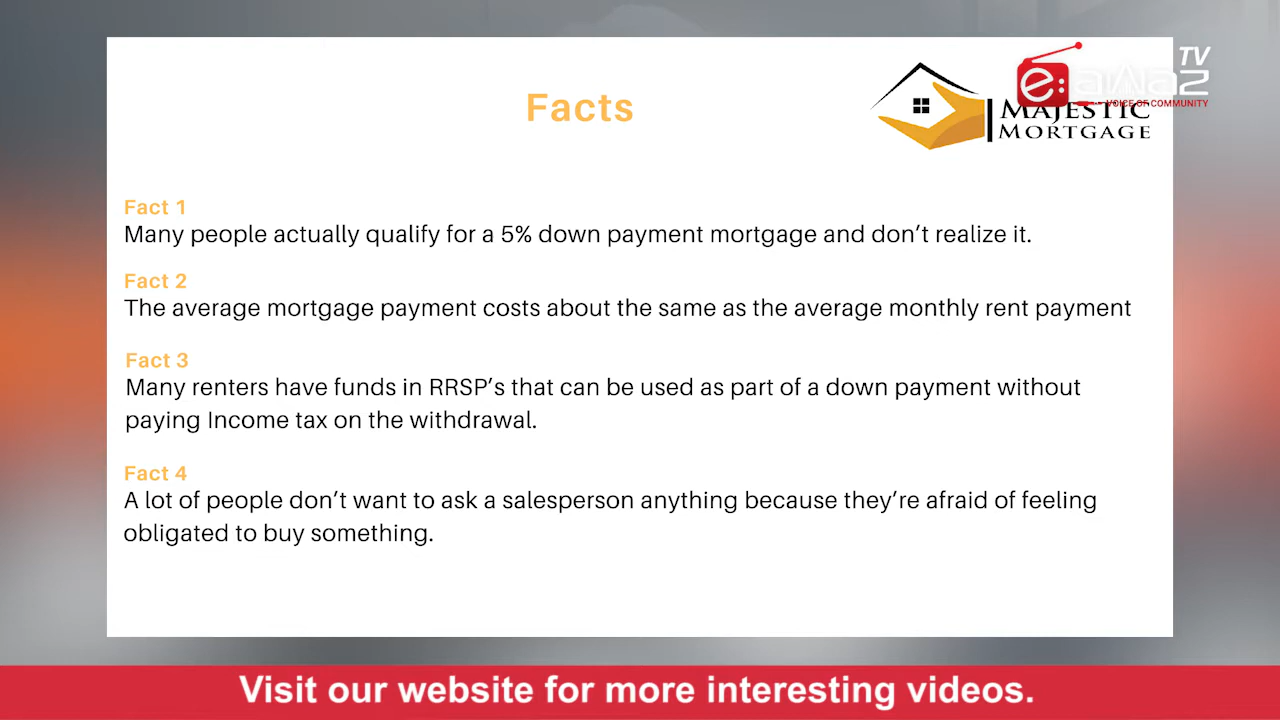 Facts
TV
e:awaz
VOICE OF COMMUNITY
MAJESTIC
MORTGAGE
Fact 1
Many people actually qualify for a 5% down payment mortgage and don’t realize it.
Fact 2
The average mortgage payment costs about the same as the average monthly rent payment
Fact 3
Many renters have funds in RRSP’s that can be used as part of a down payment without
paying Income tax on the withdrawal.
Fact 4
A lot of people don’t want to ask a salesperson anything because they’re afraid of feeling
obligated to buy something.
Visit our website for more interesting videos.